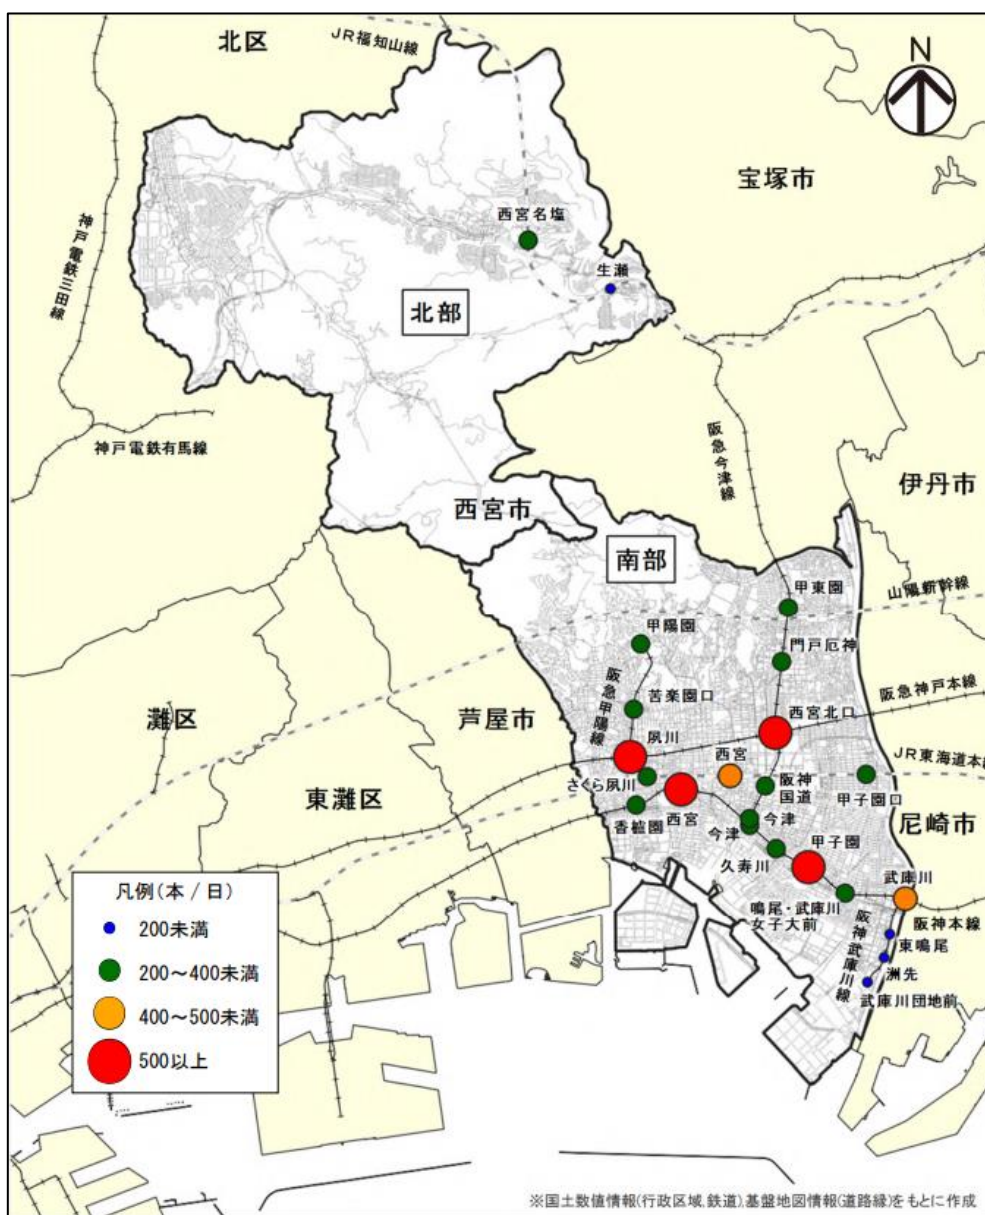 北区
JR福知山線
N
宝塚市
西宮名塩
生瀬
神戸電鉄三田線
北部
神戸電鉄有馬線
阪急今津線
伊丹市
西宮市
南部
甲東園
山陽新幹線
甲陽園
門戸厄神
阪急神戸本線
苦楽園口
阪急甲陽線
西宮北口
灘区
芦屋市
夙川
西宮
JR東海道本線
さくら夙川
阪神
国道
甲子園口
東灘区
西宮
香櫨園
今津
今津
尼崎市
甲子園
久寿川
武庫川
鳴尾・武庫川
女子大前
阪神本線
阪神武庫川線
東鳴尾
洲先
武庫川団地前
凡例(本 / 日)
200未満
200～400未満
400～500未満
500以上
※国土数値情報(行政区域,鉄道),基盤地図情報(道路縁)をもとに作成